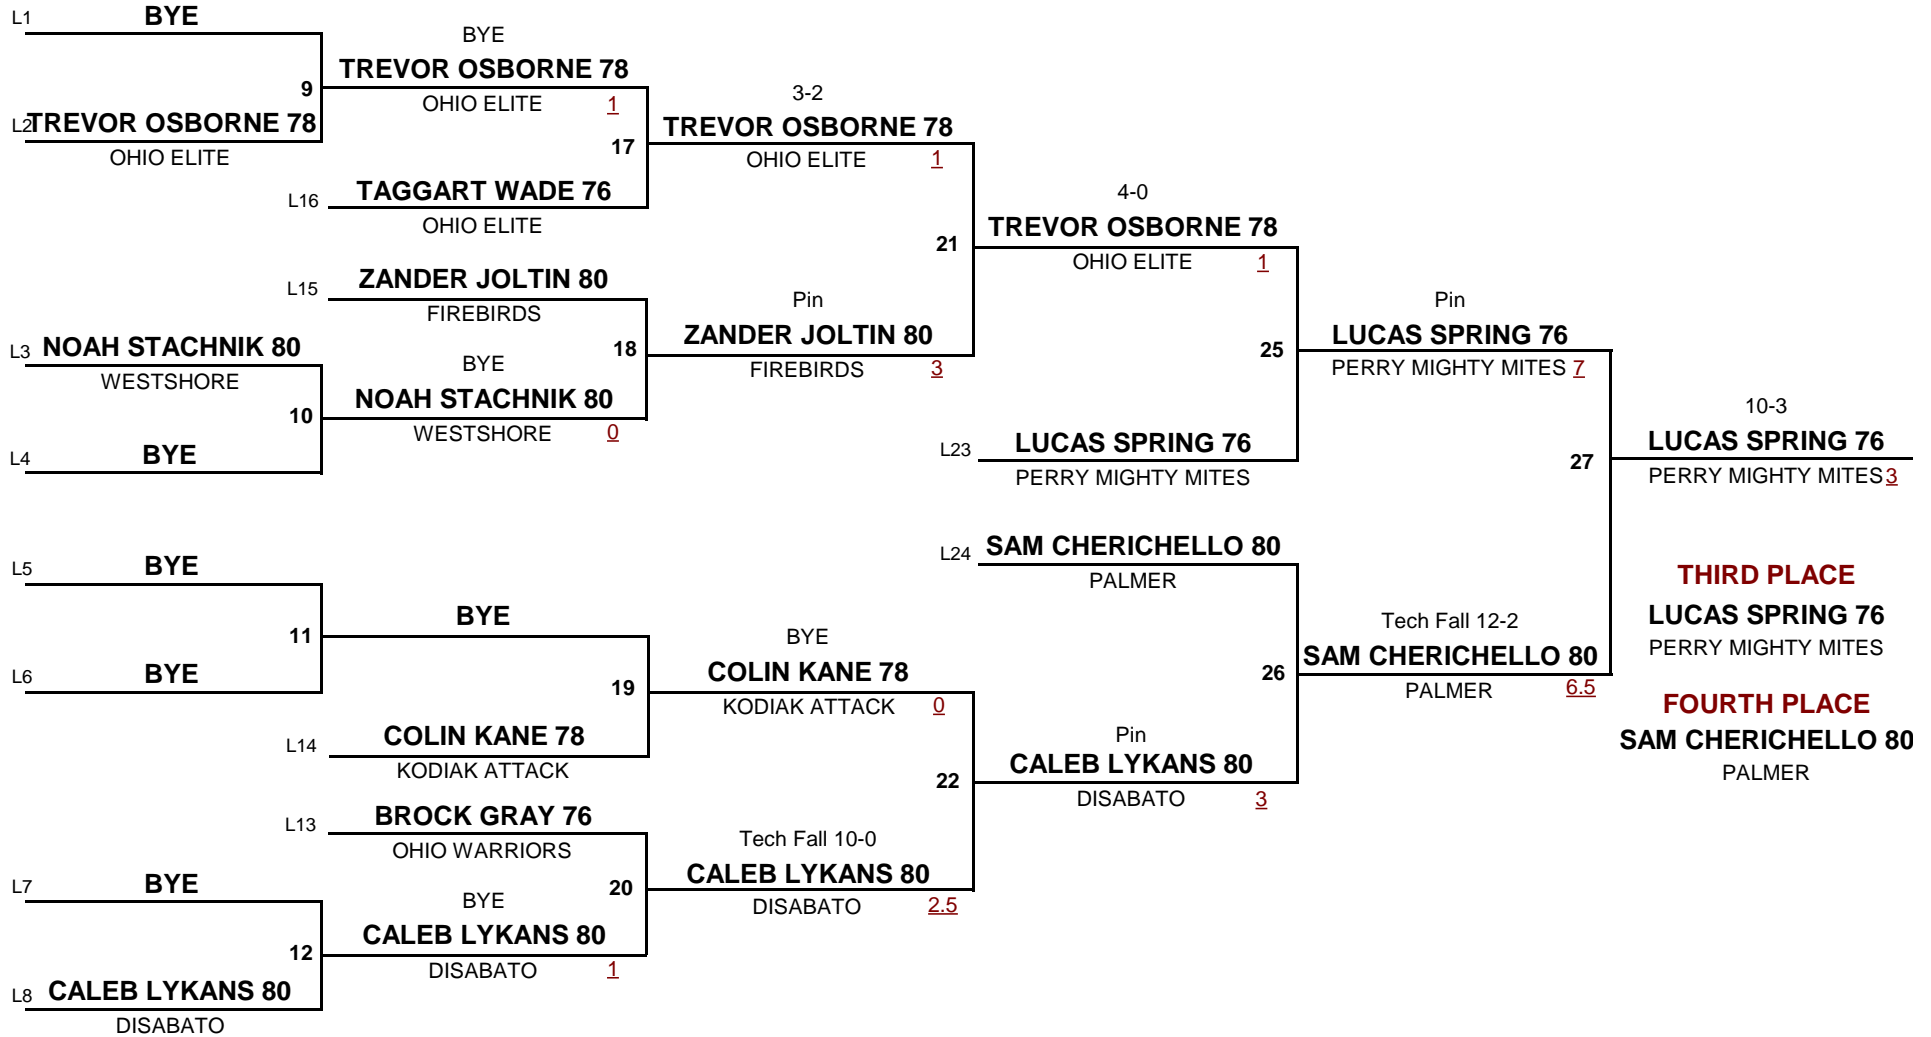 L1 BYE
9
L2 TREVOR OSBORNE 78
OHIO ELITE
BYE
TREVOR OSBORNE 78
OHIO ELITE 1
17
L16 TAGGART WADE 76
OHIO ELITE
3-2
TREVOR OSBORNE 78
OHIO ELITE 1
L15 ZANDER JOLTIN 80
FIREBIRDS
18
L3 NOAH STACHNIK 80
WESTSHORE
10
L4 BYE
BYE
NOAH STACHNIK 80
WESTSHORE 0
Pin
ZANDER JOLTIN 80
FIREBIRDS 3
21
4-0
TREVOR OSBORNE 78
OHIO ELITE 1
25
L23 LUCAS SPRING 76
PERRY MIGHTY MITES
Pin
LUCAS SPRING 76
PERRY MIGHTY MITES 7
27
10-3
LUCAS SPRING 76
PERRY MIGHTY MITES 3
L5 BYE
11
L6 BYE
BYE
19
L14 COLIN KANE 78
KODIAK ATTACK
BYE
COLIN KANE 78
KODIAK ATTACK 0
L13 BROCK GRAY 76
OHIO WARRIORS
20
L7 BYE
12
L8 CALEB LYKANS 80
DISABATO
BYE
CALEB LYKANS 80
DISABATO 1
Tech Fall 10-0
CALEB LYKANS 80
DISABATO 2.5
22
L24 SAM CHERICHELLO 80
PALMER
26
Pin
CALEB LYKANS 80
DISABATO 3
Tech Fall 12-2
SAM CHERICHELLO 80
PALMER 6.5
THIRD PLACE
LUCAS SPRING 76
PERRY MIGHTY MITES
FOURTH PLACE
SAM CHERICHELLO 80
PALMER